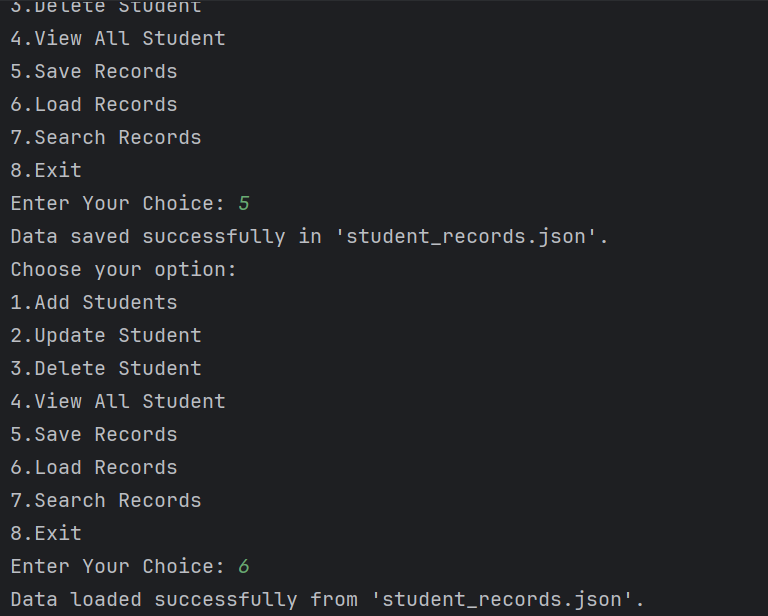 3.Delete Student
4.View All Student
5.Save Records
6.Load Records
7.Search Records
8.Exit
Enter Your Choice: 5
Data saved successfully in 'student_records.json'.
Choose your option:
1.Add Students
2.Update Student
3.Delete Student
4.View All Student
5.Save Records
6.Load Records
7.Search Records
8.Exit
Enter Your Choice: 6
Data loaded successfully from 'student_records.json'.